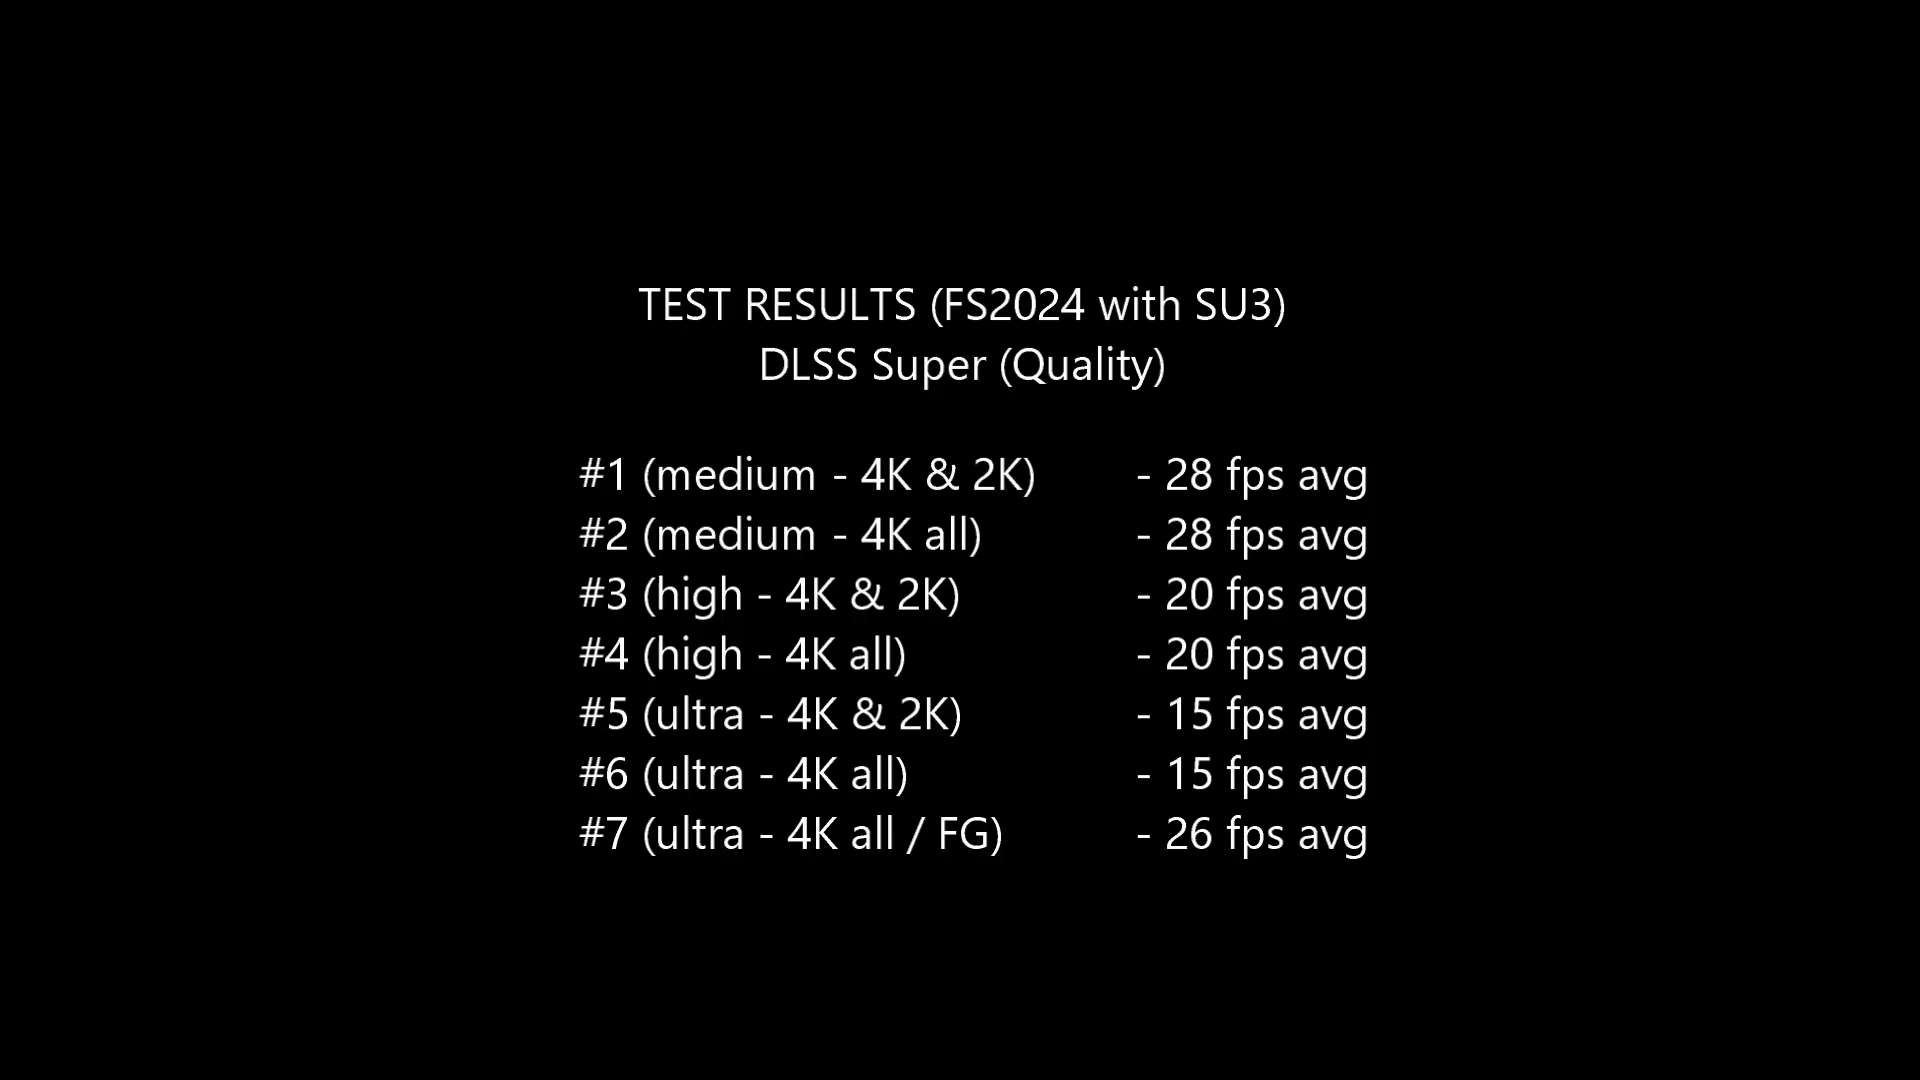 TEST RESULTS (FS2024 with SU3)
DLSS Super (Quality)
#1 (medium - 4K & 2K) - 28 fps avg
#2 (medium - 4K all) - 28 fps avg
#3 (high - 4K & 2K) - 20 fps avg
#4 (high - 4K all) - 20 fps avg
#5 (ultra - 4K & 2K) - 15 fps avg
#6 (ultra - 4K all) - 15 fps avg
#7 (ultra - 4K all / FG) - 26 fps avg